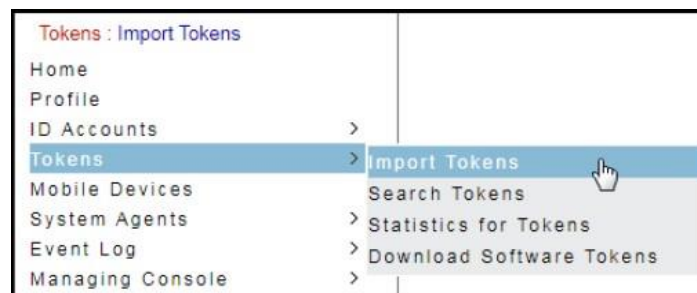 Tokens : Import Tokens
Home
Profile
ID Accounts >
Tokens >
Import Tokens
Mobile Devices
Search Tokens
System Agents >
Statistics for Tokens
Event Log >
Download Software Tokens
Managing Console >